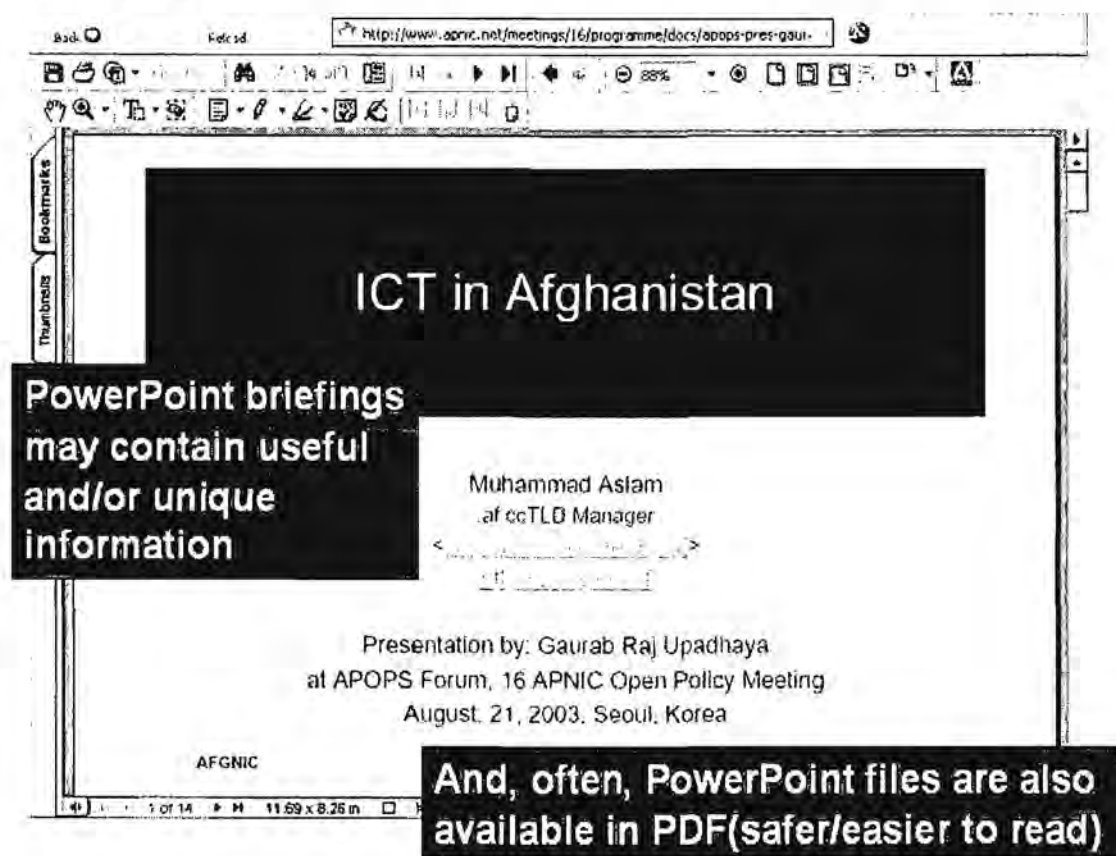 Back
http://www.apnic.net/meetings/16/programme/docs/apops-pres-gaur-
88%
Bookmarks
Thumbnails
ICT in Afghanistan
PowerPoint briefings
may contain useful
and/or unique
information
Muhammad Aslam
.af ccTLD Manager
< >
Presentation by: Gaurab Raj Upadhaya
at APOPS Forum, 16 APNIC Open Policy Meeting
August, 21, 2003, Seoul, Korea
AFGNIC
1 of 14 11.69 x 8.26 in
And, often, PowerPoint files are also
available in PDF(safer/easier to read)